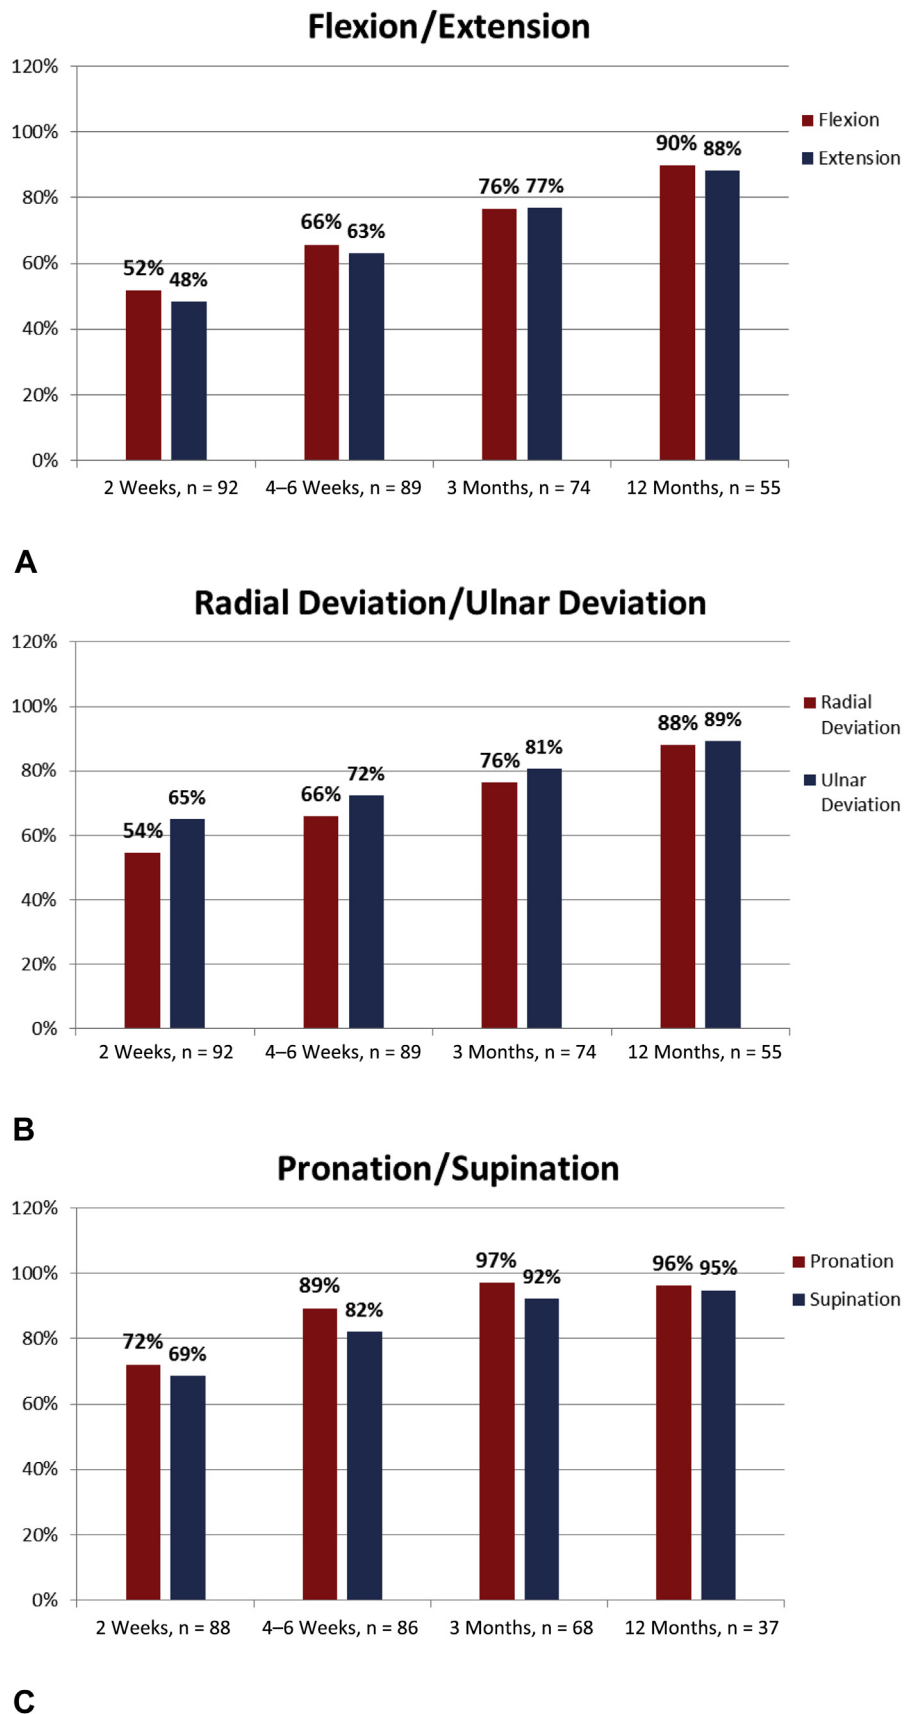 Flexion/Extension
120%
100%
80%
60%
40%
20%
0%
90%
88%
76%
77%
66%
63%
52%
48%
Flexion
Extension
2 Weeks, n = 92
4–6 Weeks, n = 89
3 Months, n = 74
12 Months, n = 55
A
Radial Deviation/Ulnar Deviation
120%
100%
80%
60%
40%
20%
0%
88%
89%
76%
81%
66%
72%
54%
65%
Radial
Deviation
Ulnar
Deviation
2 Weeks, n = 92
4–6 Weeks, n = 89
3 Months, n = 74
12 Months, n = 55
B
Pronation/Supination
120%
100%
80%
60%
40%
20%
0%
97%
92%
96%
95%
89%
82%
72%
69%
Pronation
Supination
2 Weeks, n = 88
4–6 Weeks, n = 86
3 Months, n = 68
12 Months, n = 37
C